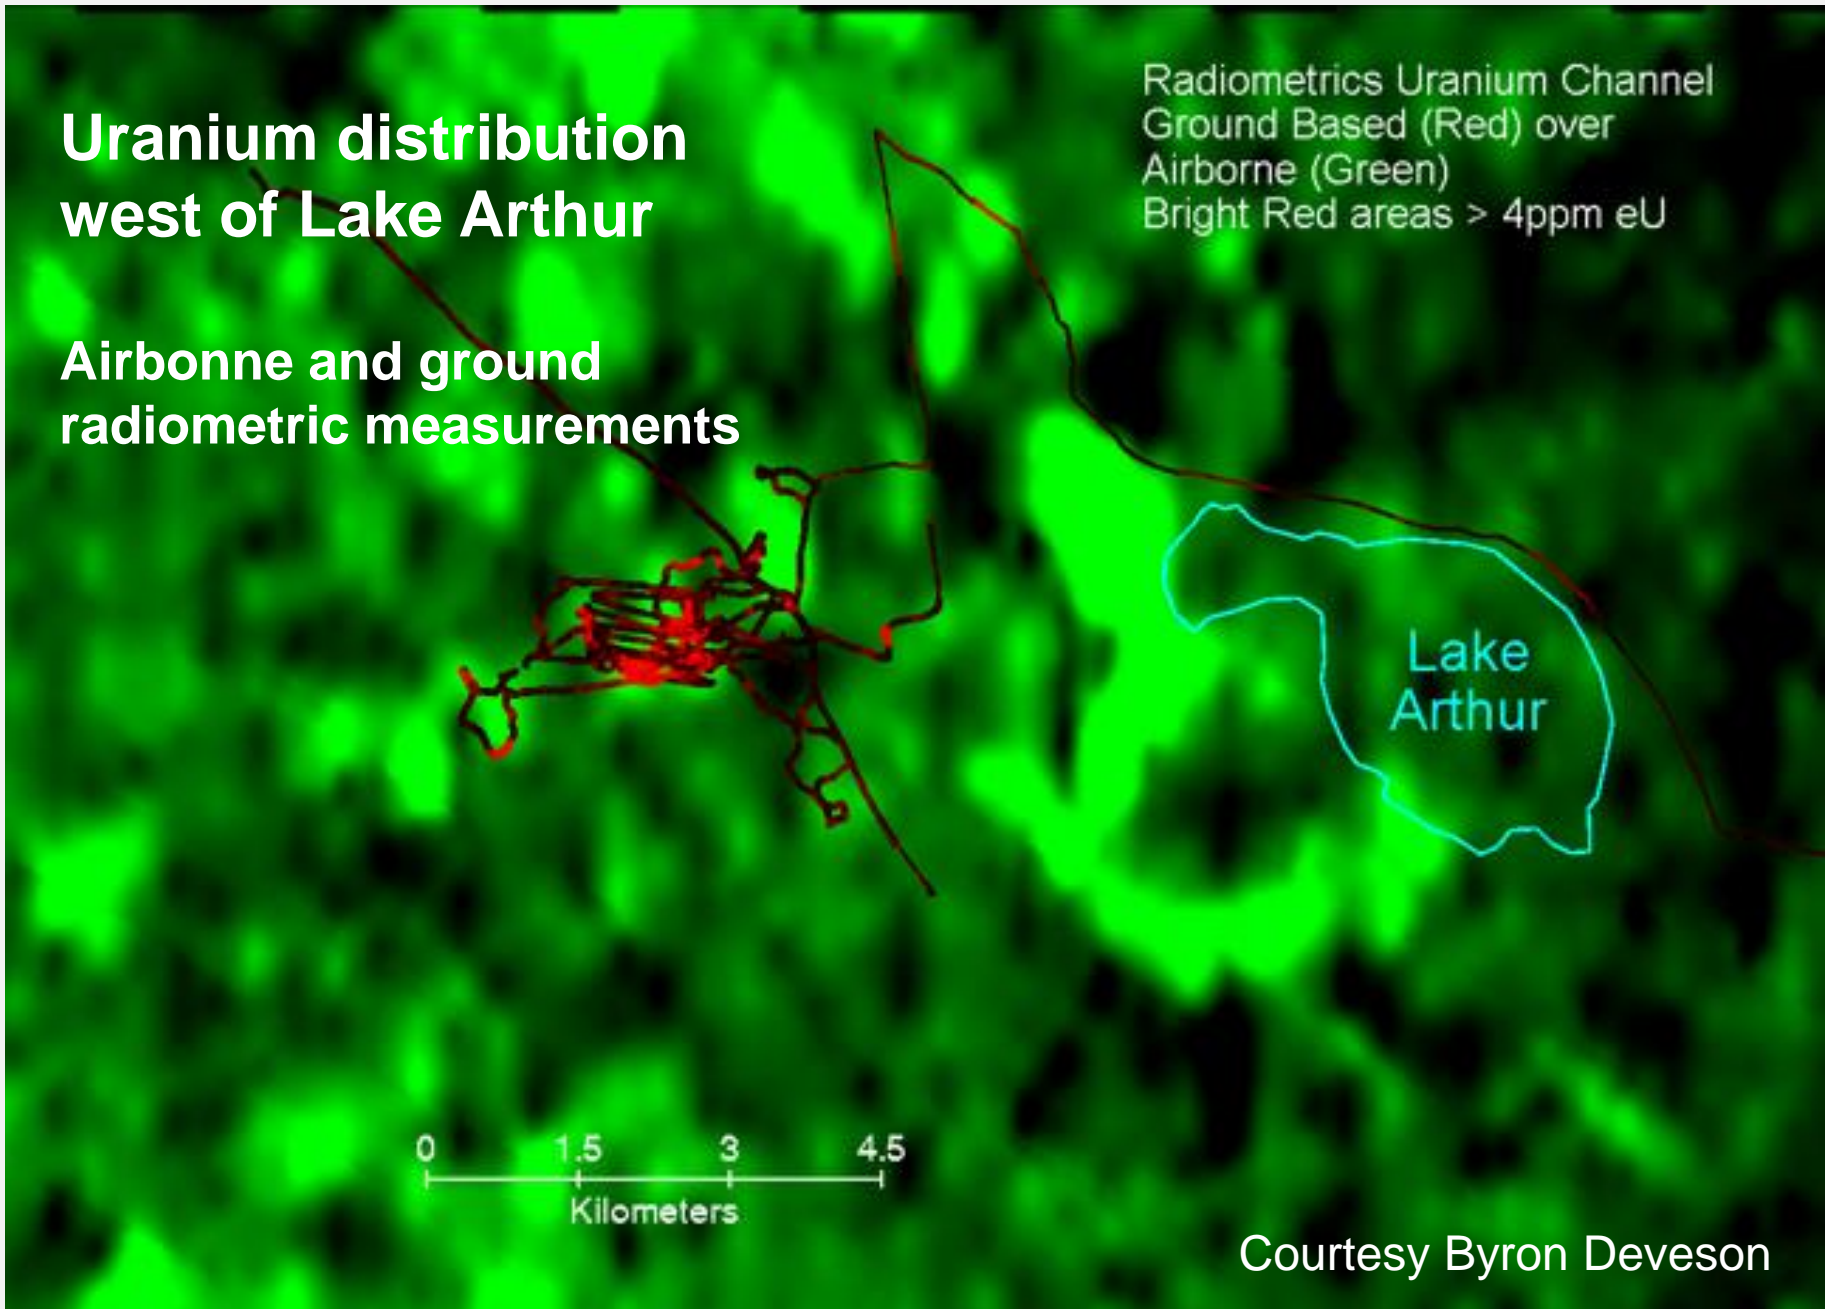 Uranium distribution
west of Lake Arthur
Airbonne and ground
radiometric measurements
Radiometrics Uranium Channel
Ground Based (Red) over
Airborne (Green)
Bright Red areas > 4ppm eU
Lake
Arthur
0 1.5 3 4.5
Kilometers
Courtesy Byron Deveson